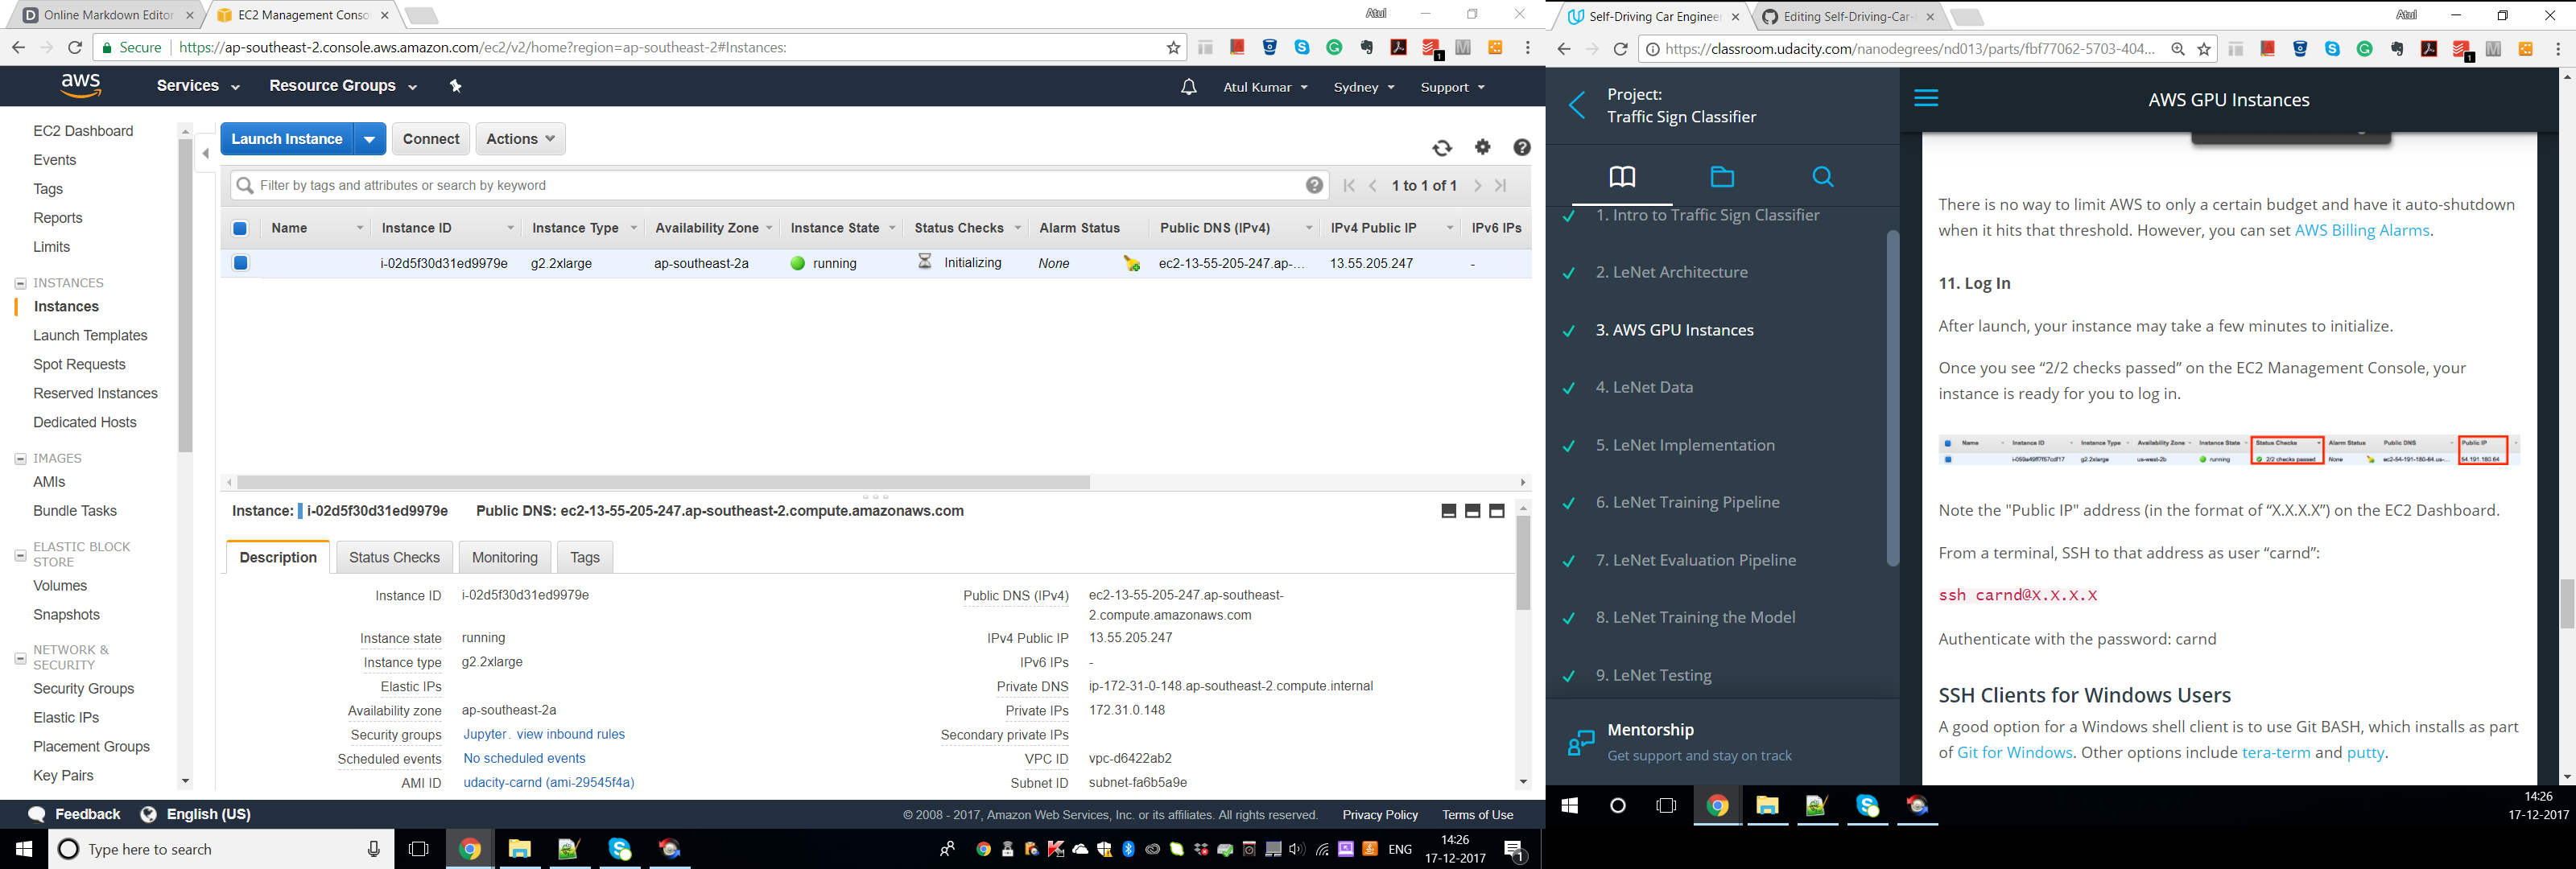 Online Markdown Editor
EC2 Management Conso
Atul
Secure https://ap-southeast-2.console.aws.amazon.com/ec2/v2/home?region=ap-southeast-2#Instances:
aws
Services
Resource Groups
Atul Kumar
Sydney
Support
EC2 Dashboard
Events
Tags
Reports
Limits
INSTANCES
Instances
Launch Templates
Spot Requests
Reserved Instances
Dedicated Hosts
IMAGES
AMIs
Bundle Tasks
ELASTIC BLOCK
STORE
Volumes
Snapshots
NETWORK &
SECURITY
Security Groups
Elastic IPs
Placement Groups
Key Pairs
Launch Instance
Connect
Actions
Filter by tags and attributes or search by keyword
1 to 1 of 1
Name Instance ID Instance Type Availability Zone Instance State Status Checks Alarm Status Public DNS (IPv4) IPv4 Public IP IPv6 IPs
i-02d5f30d31ed9979e g2.2xlarge ap-southeast-2a running Initializing None ec2-13-55-205-247.ap-... 13.55.205.247 -
Instance: i-02d5f30d31ed9979e Public DNS: ec2-13-55-205-247.ap-southeast-2.compute.amazonaws.com
Description Status Checks Monitoring Tags
Instance ID i-02d5f30d31ed9979e
Instance state running
Instance type g2.2xlarge
Elastic IPs
Availability zone ap-southeast-2a
Security groups Jupyter. view inbound rules
Scheduled events No scheduled events
AMI ID udacity-carnd (ami-29545f4a)
Public DNS (IPv4) ec2-13-55-205-247.ap-southeast-
2.compute.amazonaws.com
IPv4 Public IP 13.55.205.247
IPv6 IPs -
Private DNS ip-172-31-0-148.ap-southeast-2.compute.internal
Private IPs 172.31.0.148
Secondary private IPs
VPC ID vpc-d6422ab2
Subnet ID subnet-fa6b5a9e
Feedback
English (US)
© 2008 - 2017, Amazon Web Services, Inc. or its affiliates. All rights reserved.
Privacy Policy
Terms of Use
Type here to search
ENG
14:26
17-12-2017
1
Self-Driving Car Enginee
Editing Self-Driving-Car-
Atul
https://classroom.udacity.com/nanodegrees/nd013/parts/fbf77062-5703-404...
Project:
Traffic Sign Classifier
1. Intro to Traffic Sign Classifier
2. LeNet Architecture
3. AWS GPU Instances
4. LeNet Data
5. LeNet Implementation
6. LeNet Training Pipeline
7. LeNet Evaluation Pipeline
8. LeNet Training the Model
9. LeNet Testing
Mentorship
Get support and stay on track
AWS GPU Instances
There is no way to limit AWS to only a certain budget and have it auto-shutdown
when it hits that threshold. However, you can set AWS Billing Alarms.
11. Log In
After launch, your instance may take a few minutes to initialize.
Once you see “2/2 checks passed” on the EC2 Management Console, your
instance is ready for you to log in.
Name Instance ID Instance Type Availability Zone Instance State Status Checks Alarm Status Public DNS Public IP
g2.2xlarge us-west-2b running 2/2 checks passed None ec2-54-191-160-64.us-... 54.191.160.64
Note the "Public IP" address (in the format of “X.X.X.X”) on the EC2 Dashboard.
From a terminal, SSH to that address as user “carnd”:
ssh carnd@X.X.X.X
Authenticate with the password: carnd
SSH Clients for Windows Users
A good option for a Windows shell client is to use Git BASH, which installs as part
of Git for Windows. Other options include tera-term and putty.
14:26
17-12-2017